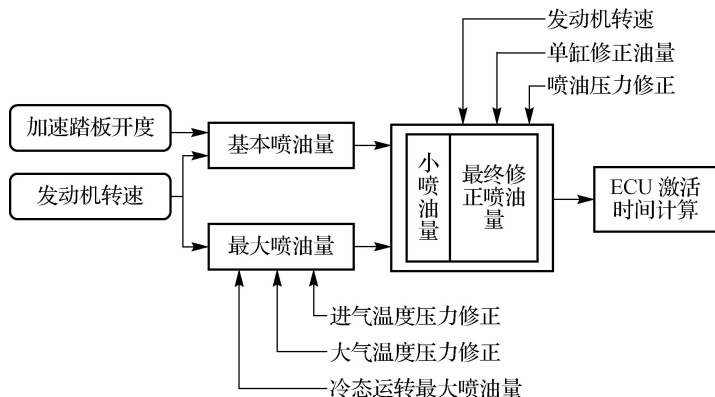 发动机转速
单缸修正油量
喷油压力修正
加速踏板开度
基本喷油量
发动机转速
最大喷油量
小
喷
油
量
最终修
正喷油
量
ECU 激活
时间计算
进气温度压力修正
大气温度压力修正
冷态运转最大喷油量